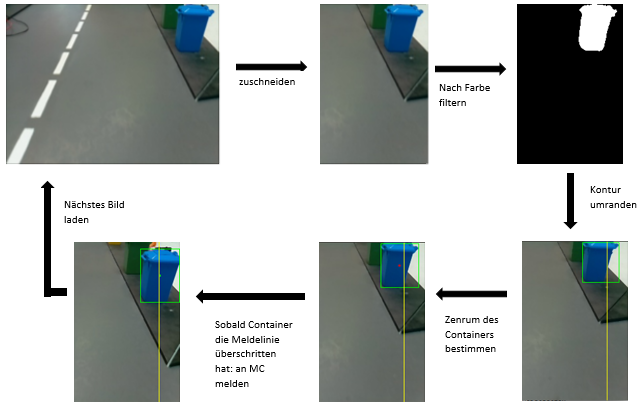 zuschneiden
Nach Farbe
filtern
Kontur
umranden
Zenrum des
Containers
bestimmen
Sobald Container
die Meldelinie
überschritten
hat: an MC
melden
Nächstes Bild
laden